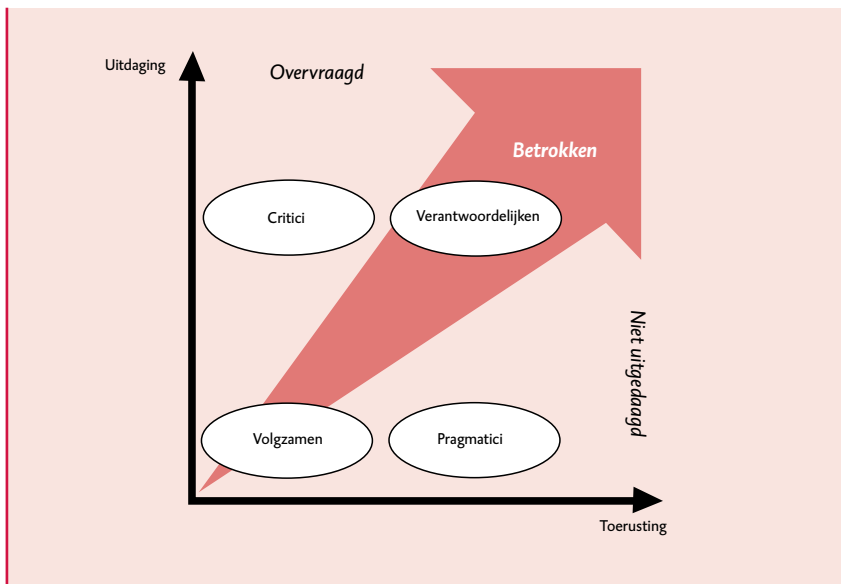 Uitdaging
Overvraagd
Betrokken
Critici
Verantwoordelijken
Niet uitgedaagd
Volgzamen
Pragmatici
Toerusting